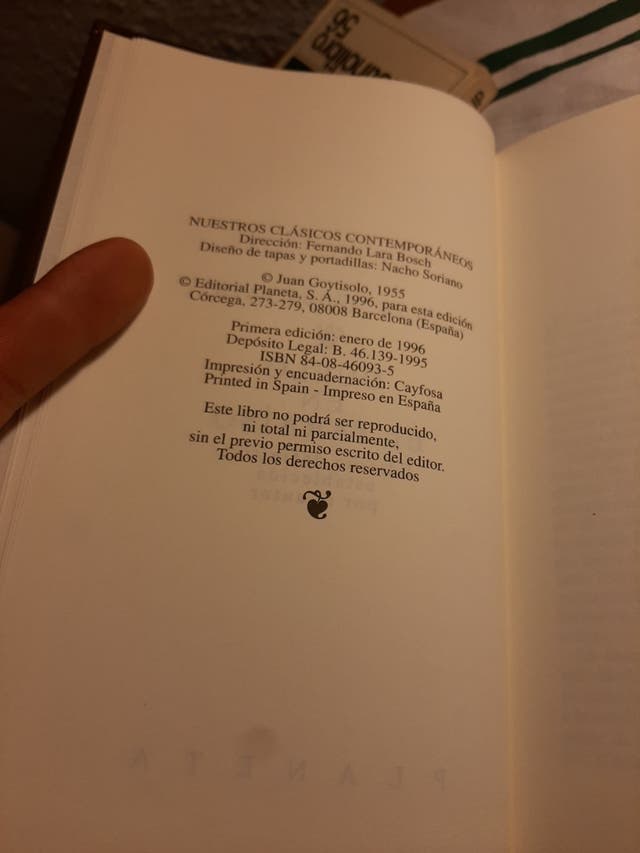 NUESTROS CLÁSICOS CONTEMPORÁNEOS
Dirección: Fernando Lara Bosch
Diseño de tapas y portadillas: Nacho Soriano
© Juan Goytisolo, 1955
© Editorial Planeta, S. A., 1996, para esta edición
Córcega, 273-279, 08008 Barcelona (España)
Primera edición: enero de 1996
Depósito Legal: B. 46.139-1995
ISBN 84-08-46093-5
Impresión y encuadernación: Cayfosa
Printed in Spain - Impreso en España
Este libro no podrá ser reproducido,
ni total ni parcialmente,
sin el previo permiso escrito del editor.
Todos los derechos reservados
PLANETA